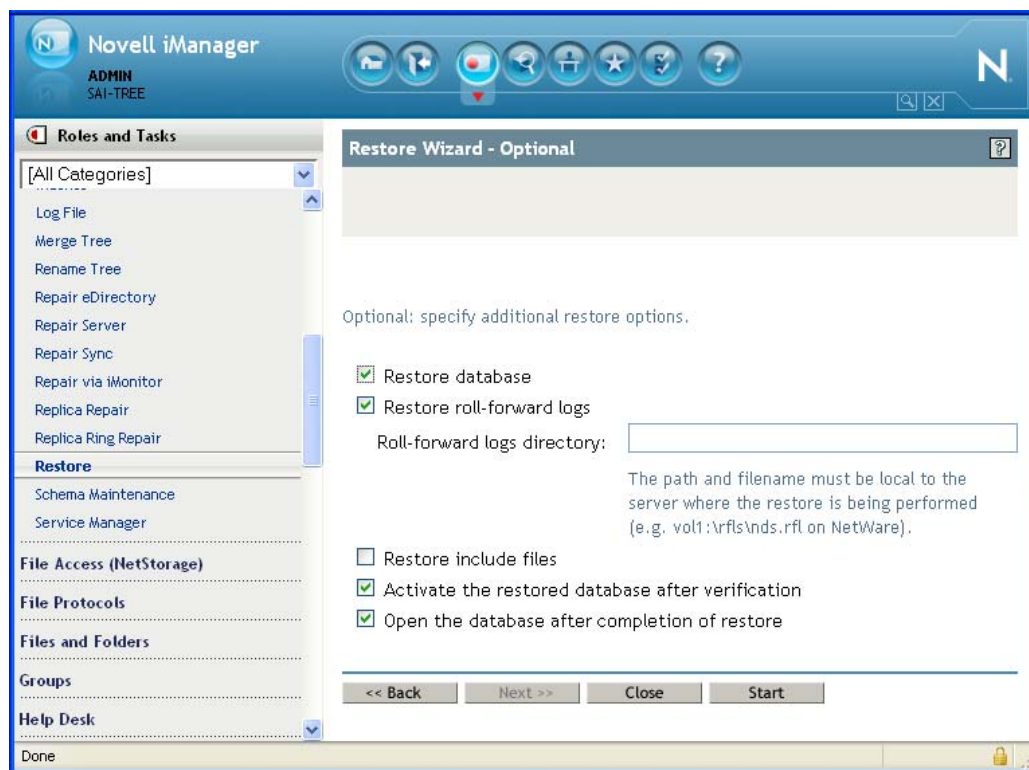 Novell iManager
ADMIN
SAI-TREE
N
N
?
Roles and Tasks
[All Categories]
Log File
Merge Tree
Rename Tree
Repair eDirectory
Repair Server
Repair Sync
Repair via iMonitor
Replica Repair
Replica Ring Repair
Restore
Schema Maintenance
Service Manager
File Access (NetStorage)
File Protocols
Files and Folders
Groups
Help Desk
Restore Wizard - Optional
?
Optional: specify additional restore options.
Restore database
Restore roll-forward logs
Roll-forward logs directory:
The path and filename must be local to the
server where the restore is being performed
(e.g. vol1:\rfls\nds.rfl on NetWare).
Restore include files
Activate the restored database after verification
Open the database after completion of restore
<< Back
Next >>
Close
Start
Done